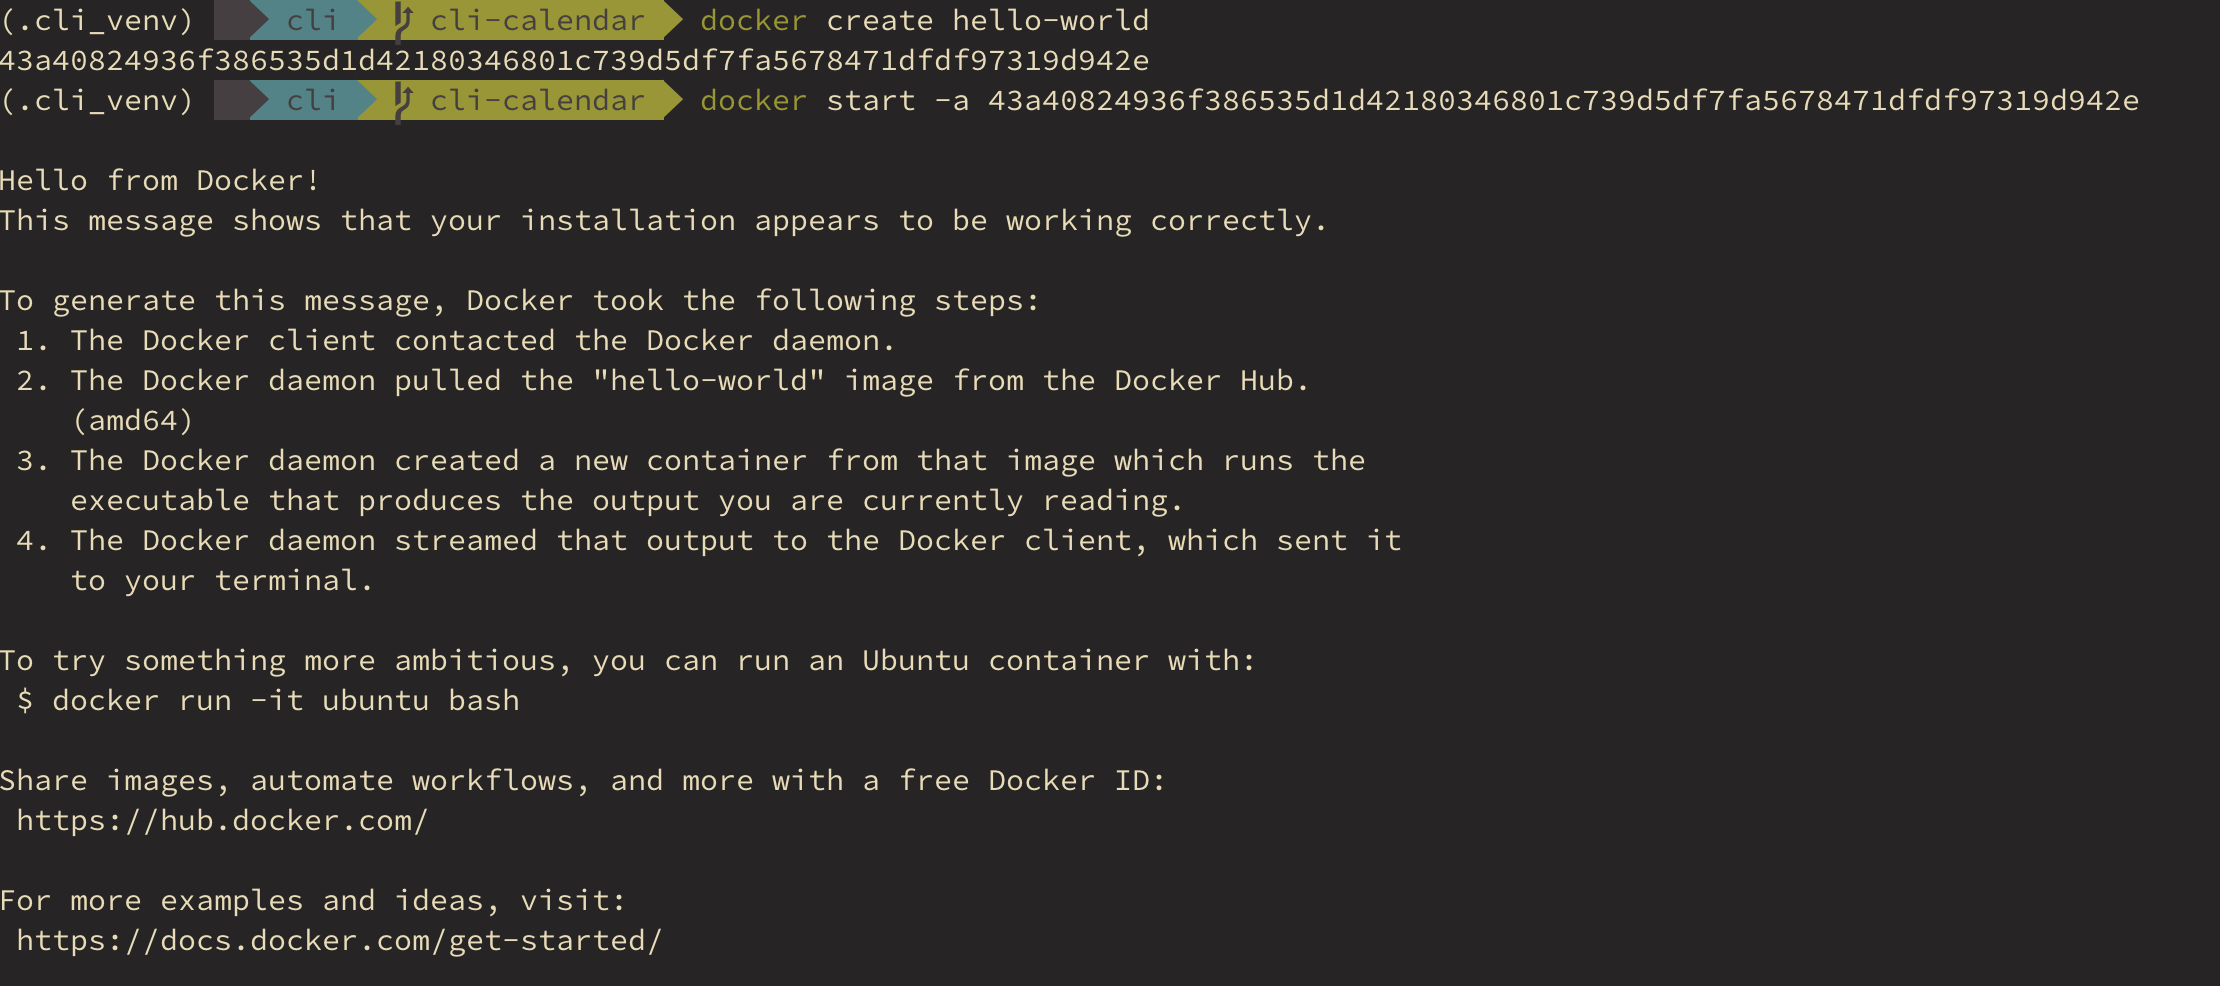 (.cli_venv) cli cli-calendar docker create hello-world
43a40824936f386535d1d42180346801c739d5df7fa5678471dfdf97319d942e
(.cli_venv) cli cli-calendar docker start -a 43a40824936f386535d1d42180346801c739d5df7fa5678471dfdf97319d942e
Hello from Docker!
This message shows that your installation appears to be working correctly.
To generate this message, Docker took the following steps:
1. The Docker client contacted the Docker daemon.
2. The Docker daemon pulled the "hello-world" image from the Docker Hub.
(amd64)
3. The Docker daemon created a new container from that image which runs the
executable that produces the output you are currently reading.
4. The Docker daemon streamed that output to the Docker client, which sent it
to your terminal.
To try something more ambitious, you can run an Ubuntu container with:
$ docker run -it ubuntu bash
Share images, automate workflows, and more with a free Docker ID:
https://hub.docker.com/
For more examples and ideas, visit:
https://docs.docker.com/get-started/